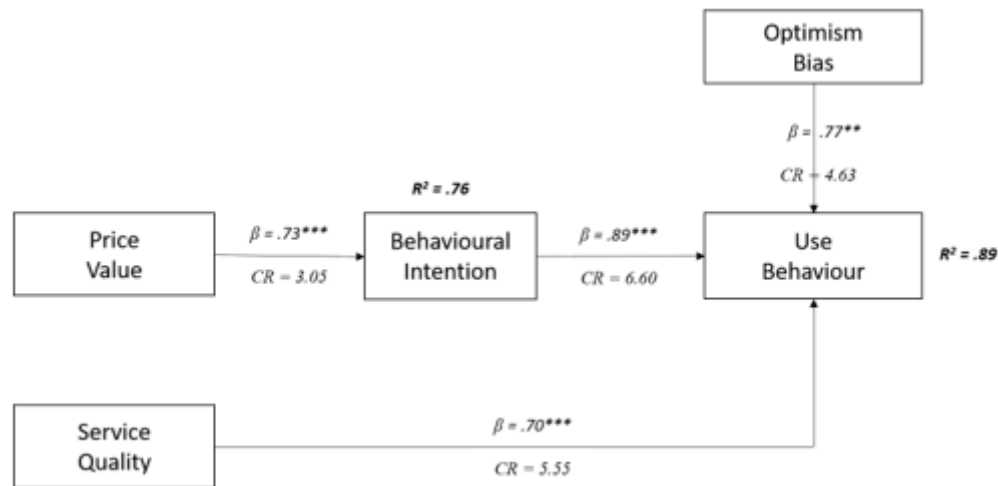 Optimism
Bias
β = .77**
CR = 4.63
R² = .76
Price
Value
β = .73***
CR = 3.05
Behavioural
Intention
β = .89***
CR = 6.60
Use
Behaviour
R² = .89
Service
Quality
β = .70***
CR = 5.55